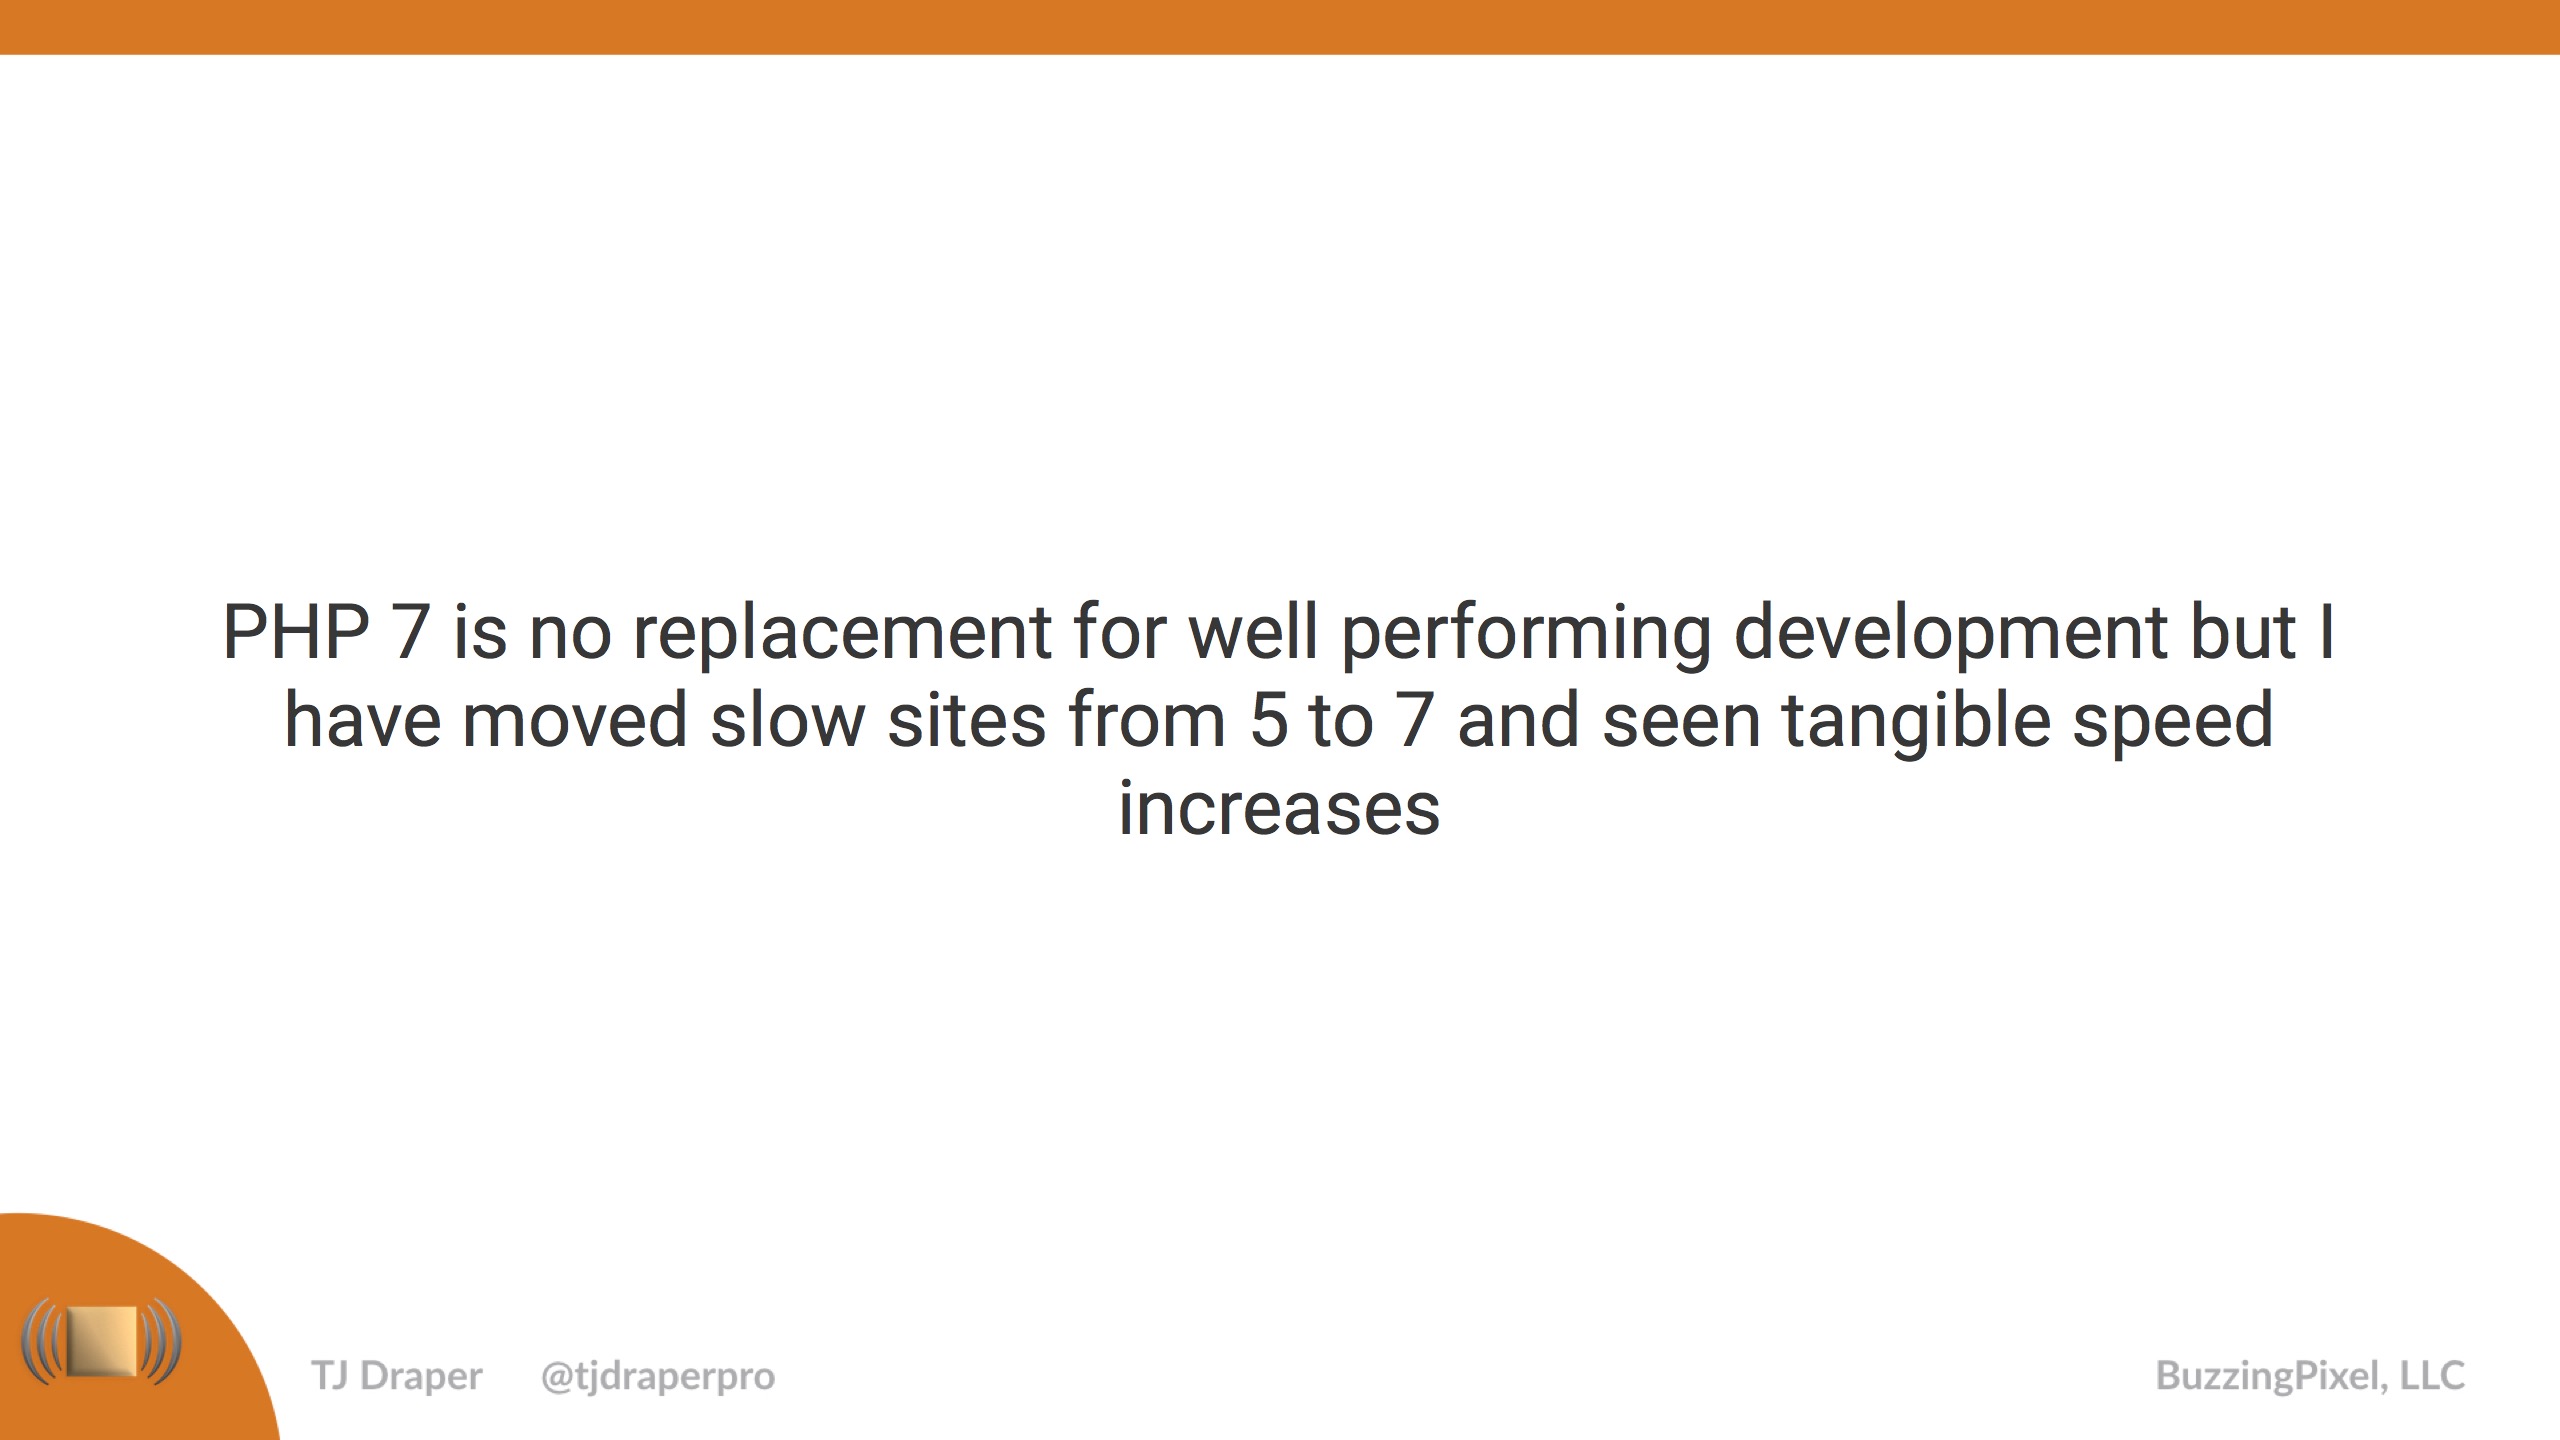 PHP 7 is no replacement for well performing development but I
have moved slow sites from 5 to 7 and seen tangible speed
increases
TJ Draper @tjdraperpro
BuzzingPixel, LLC